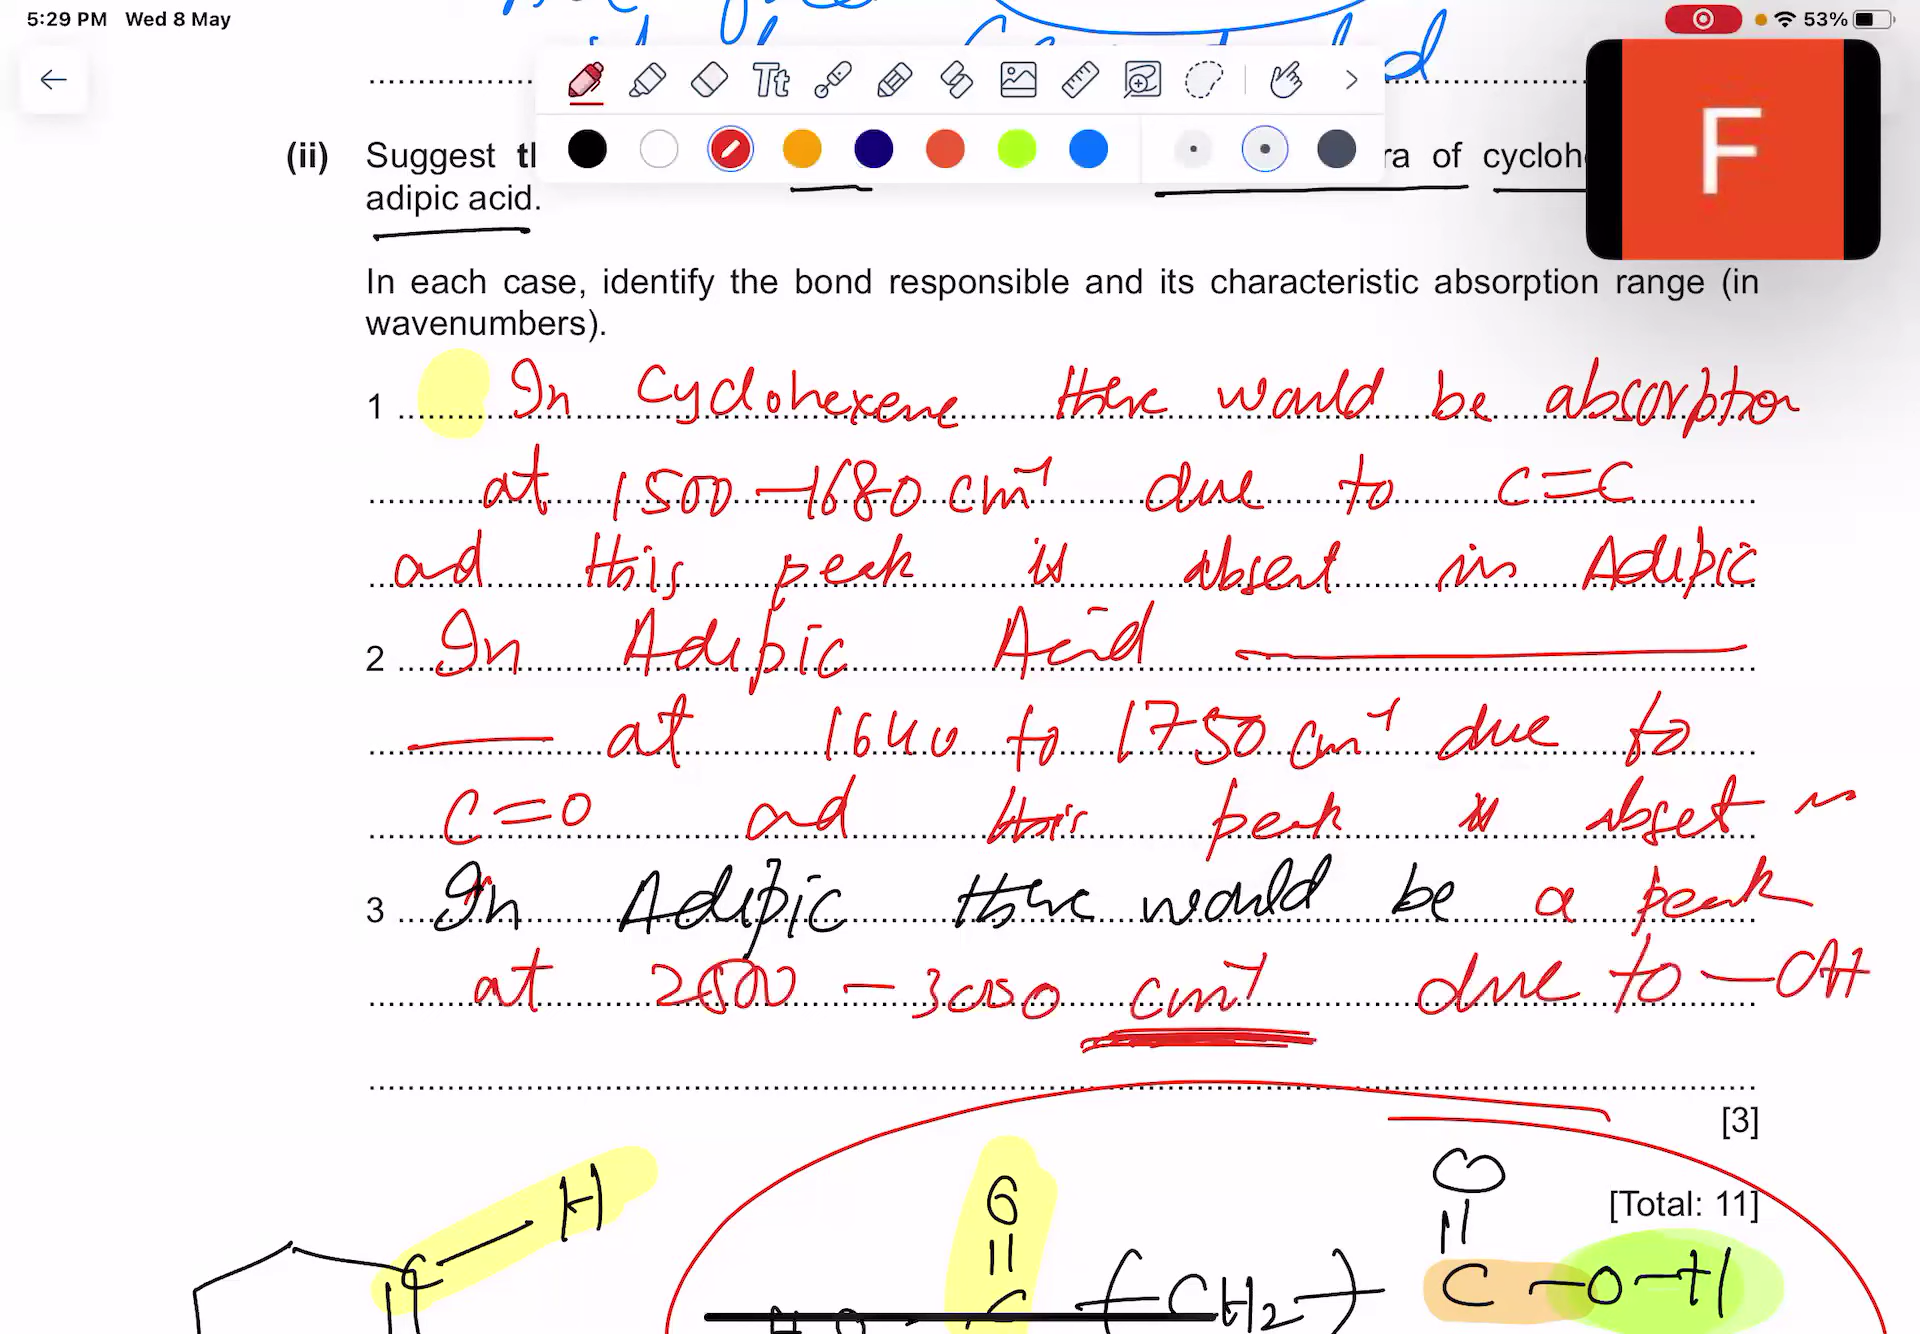 5:29 PM Wed 8 May
53%
Tt
F
(ii) Suggest ra of cycloh
adipic acid.
In each case, identify the bond responsible and its characteristic absorption range (in
wavenumbers).
1 In Cyclohexene there would be absorption
at 1500-1680 cm⁻¹ due to C=C
and this peak is absent in Adipic
2 In Adipic Acid
at 1640 to 1750 cm⁻¹ due to
C=O and this peak is abset in
3 In Adipic there would be a peak
at 2500 - 3000 cm⁻¹ due to -OH
[3]
O
[Total: 11]
H O
C
C (CH2) C-O-H